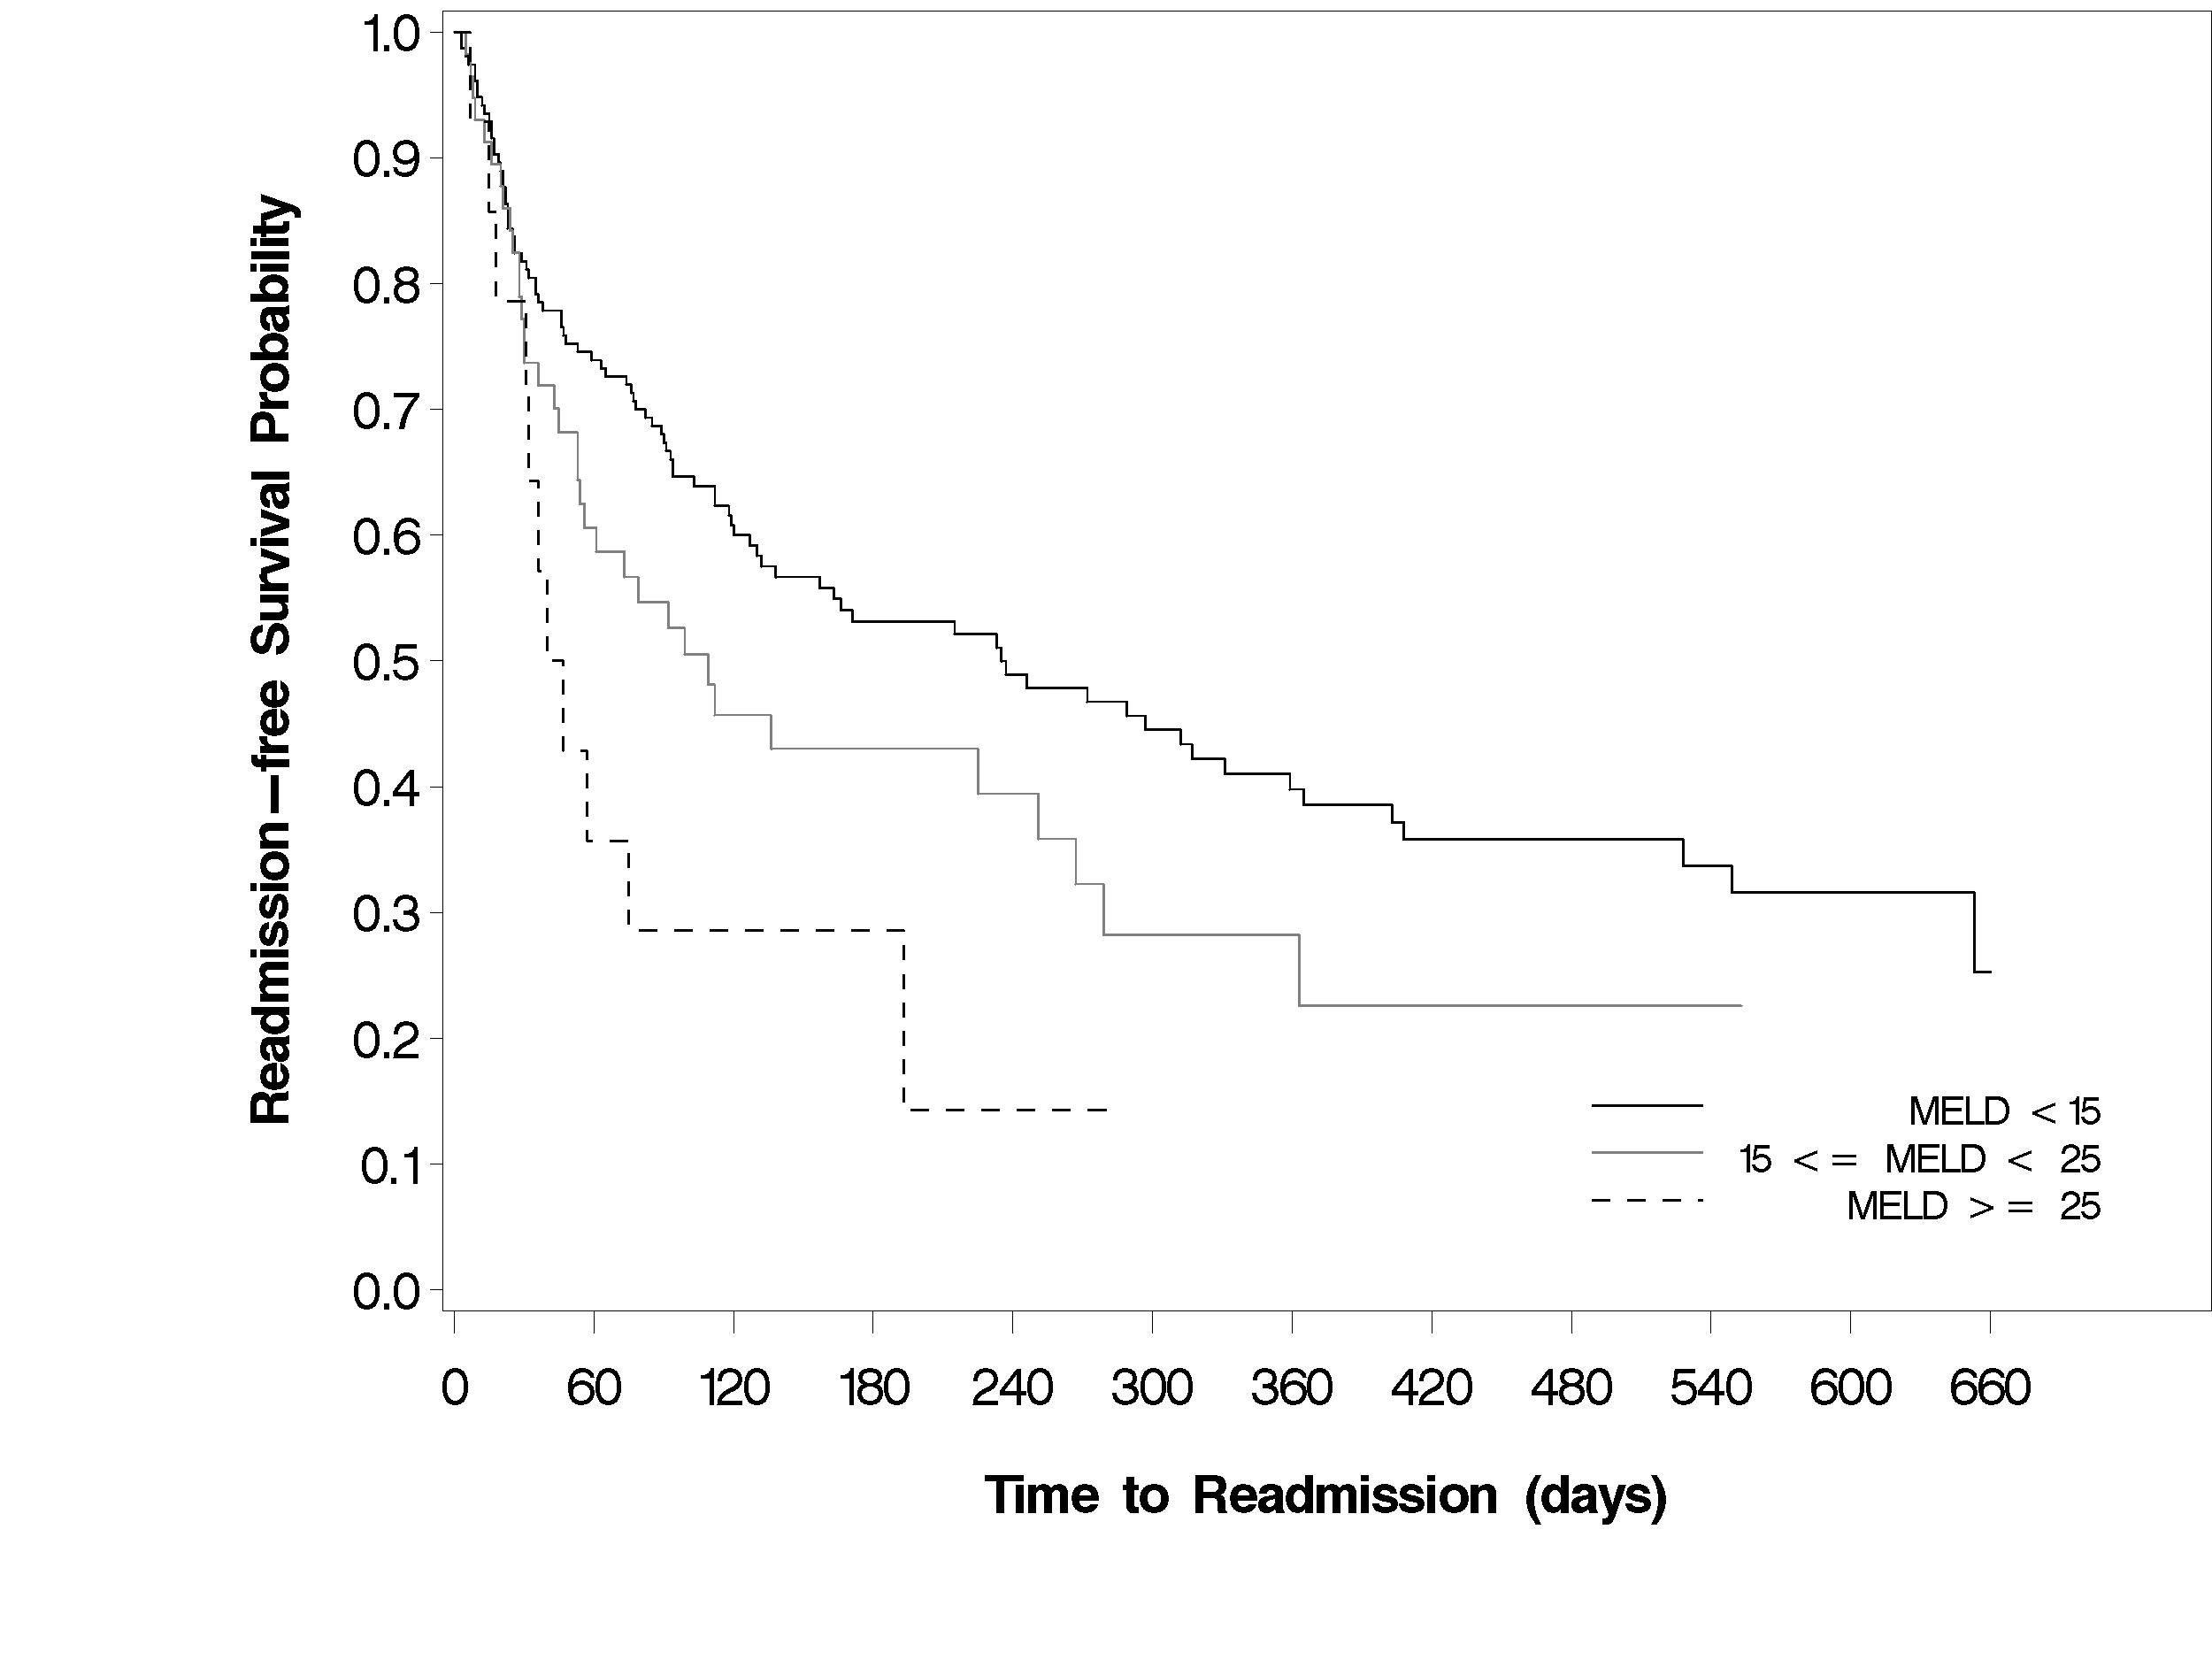 Readmission–free Survival Probability
1.0
0.9
0.8
0.7
0.6
0.5
0.4
0.3
0.2
0.1
0.0
MELD < 15
15 < = MELD < 25
MELD > = 25
0 60 120 180 240 300 360 420 480 540 600 660
Time to Readmission (days)